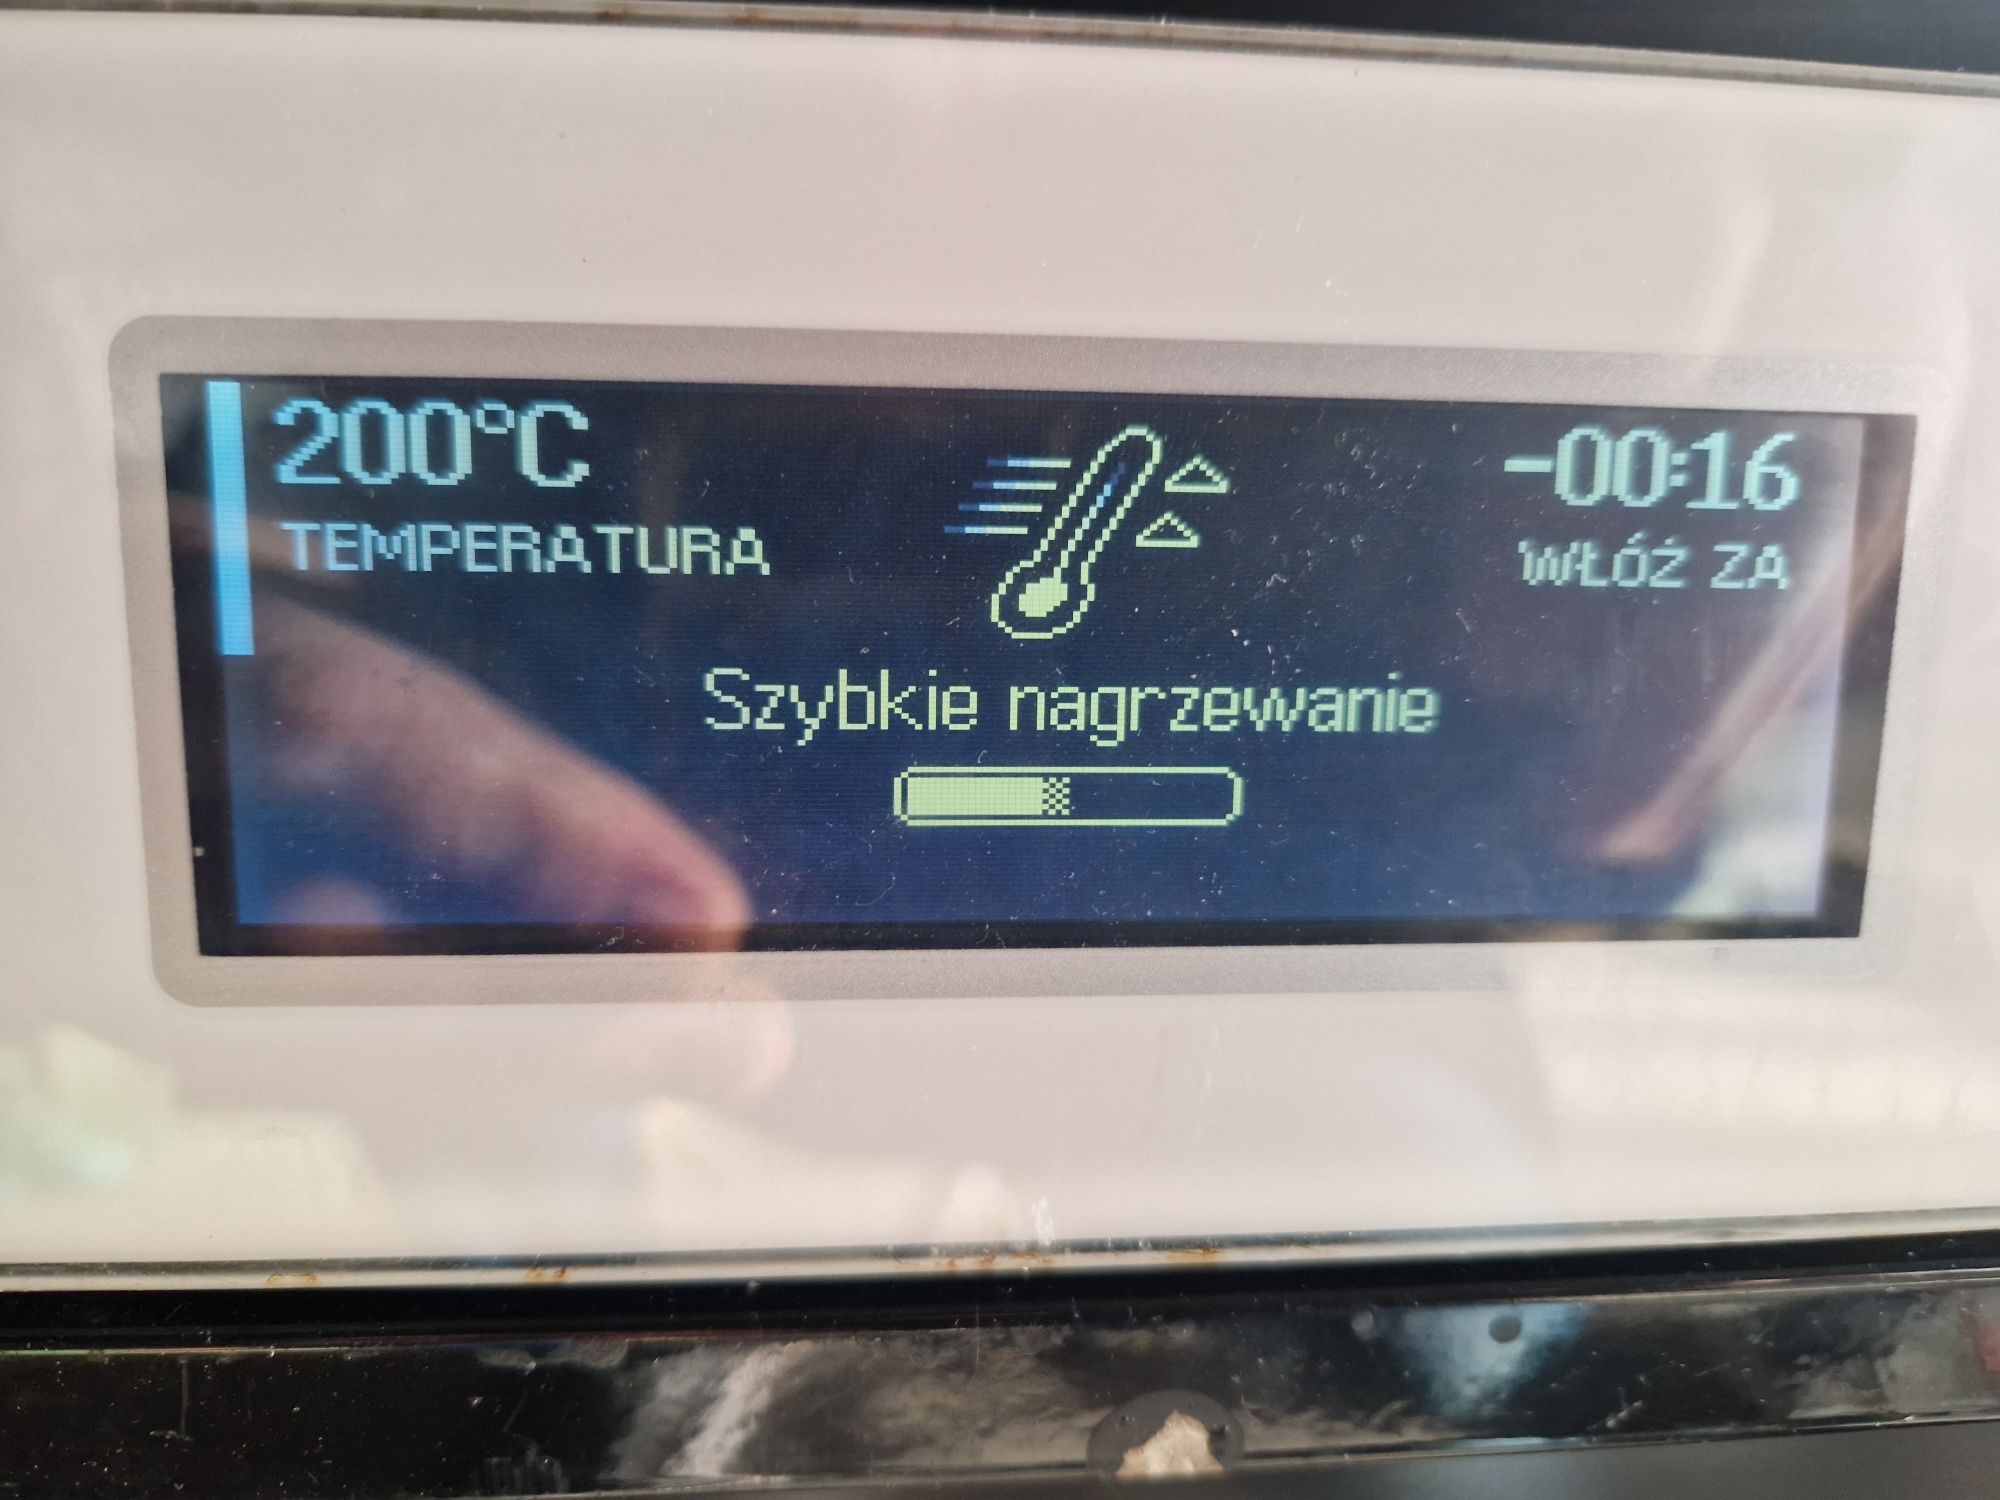 200°C
TEMPERATURA
-00:16
WŁÓŻ ZA
Szybkie nagrzewanie